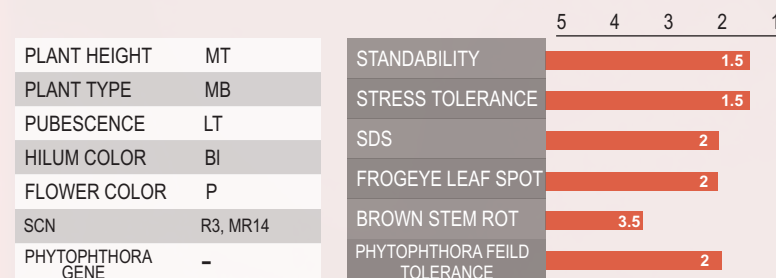 5 4 3 2 1
PLANT HEIGHT MT
PLANT TYPE MB
PUBESCENCE LT
HILUM COLOR BI
FLOWER COLOR P
SCN R3, MR14
PHYTOPHTHORA
GENE -
STANDABILITY 1.5
STRESS TOLERANCE 1.5
SDS 2
FROGEYE LEAF SPOT 2
BROWN STEM ROT 3.5
PHYTOPHTHORA FEILD
TOLERANCE 2